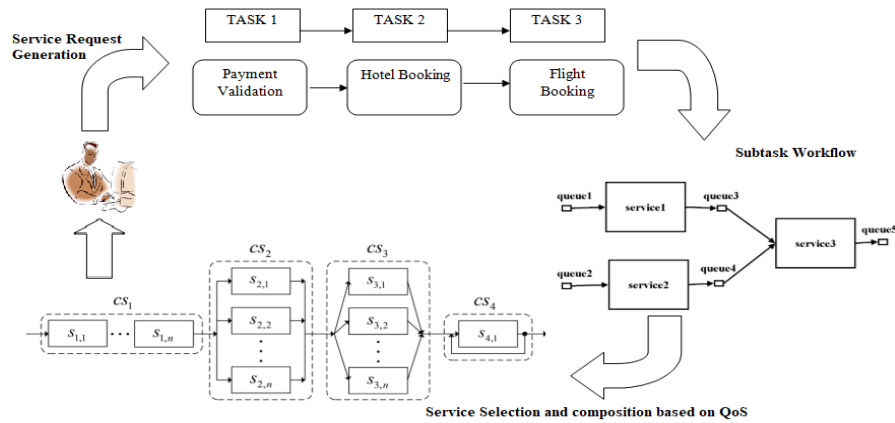 Service Request
Generation
TASK 1
TASK 2
TASK 3
Payment
Validation
Hotel Booking
Flight
Booking
Subtask Workflow
queue1
service1
queue3
service3
queue5
queue2
service2
queue4
CS1
S1,1
...
S1,n
CS2
S2,1
S2,2
⋮
S2,n
CS3
S3,1
S3,2
⋮
S3,n
CS4
S4,1
Service Selection and composition based on QoS